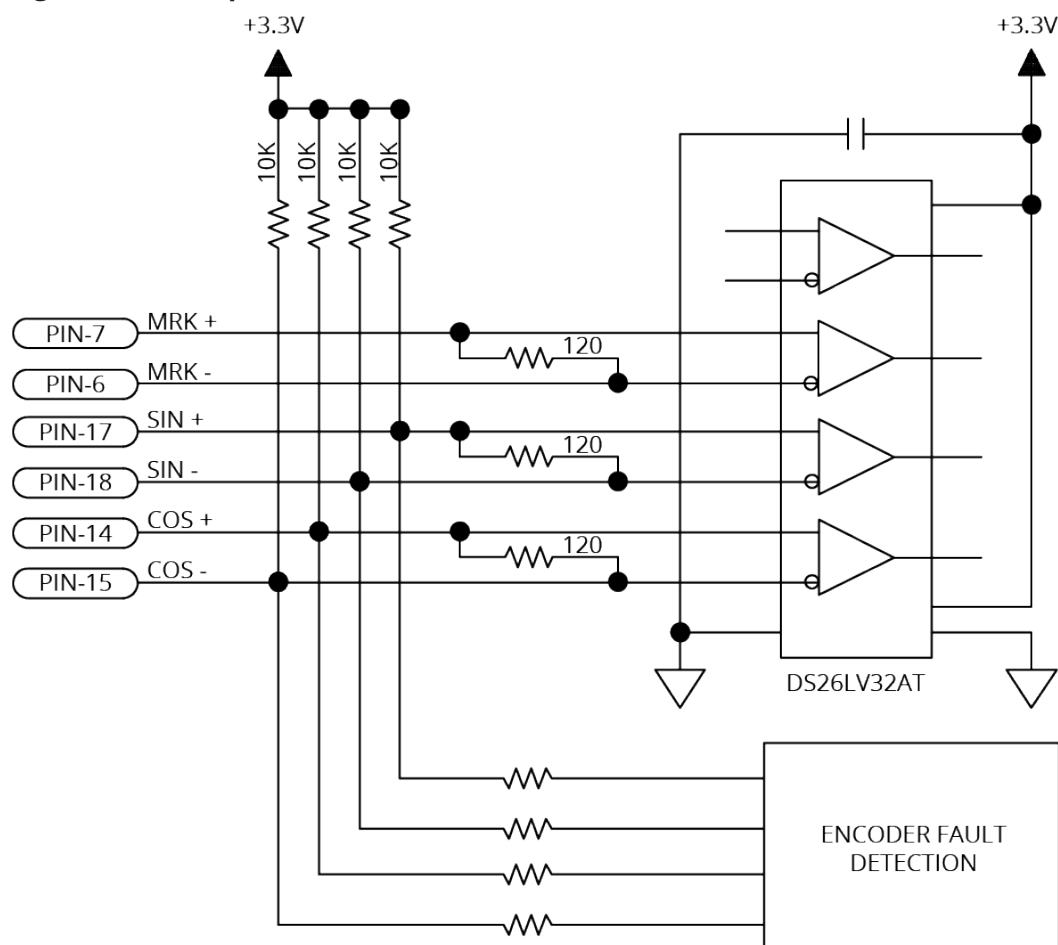 +3.3V
+3.3V
10K
10K
10K
10K
PIN-7
MRK +
120
PIN-6
MRK -
PIN-17
SIN +
120
PIN-18
SIN -
PIN-14
COS +
120
PIN-15
COS -
DS26LV32AT
ENCODER FAULT
DETECTION